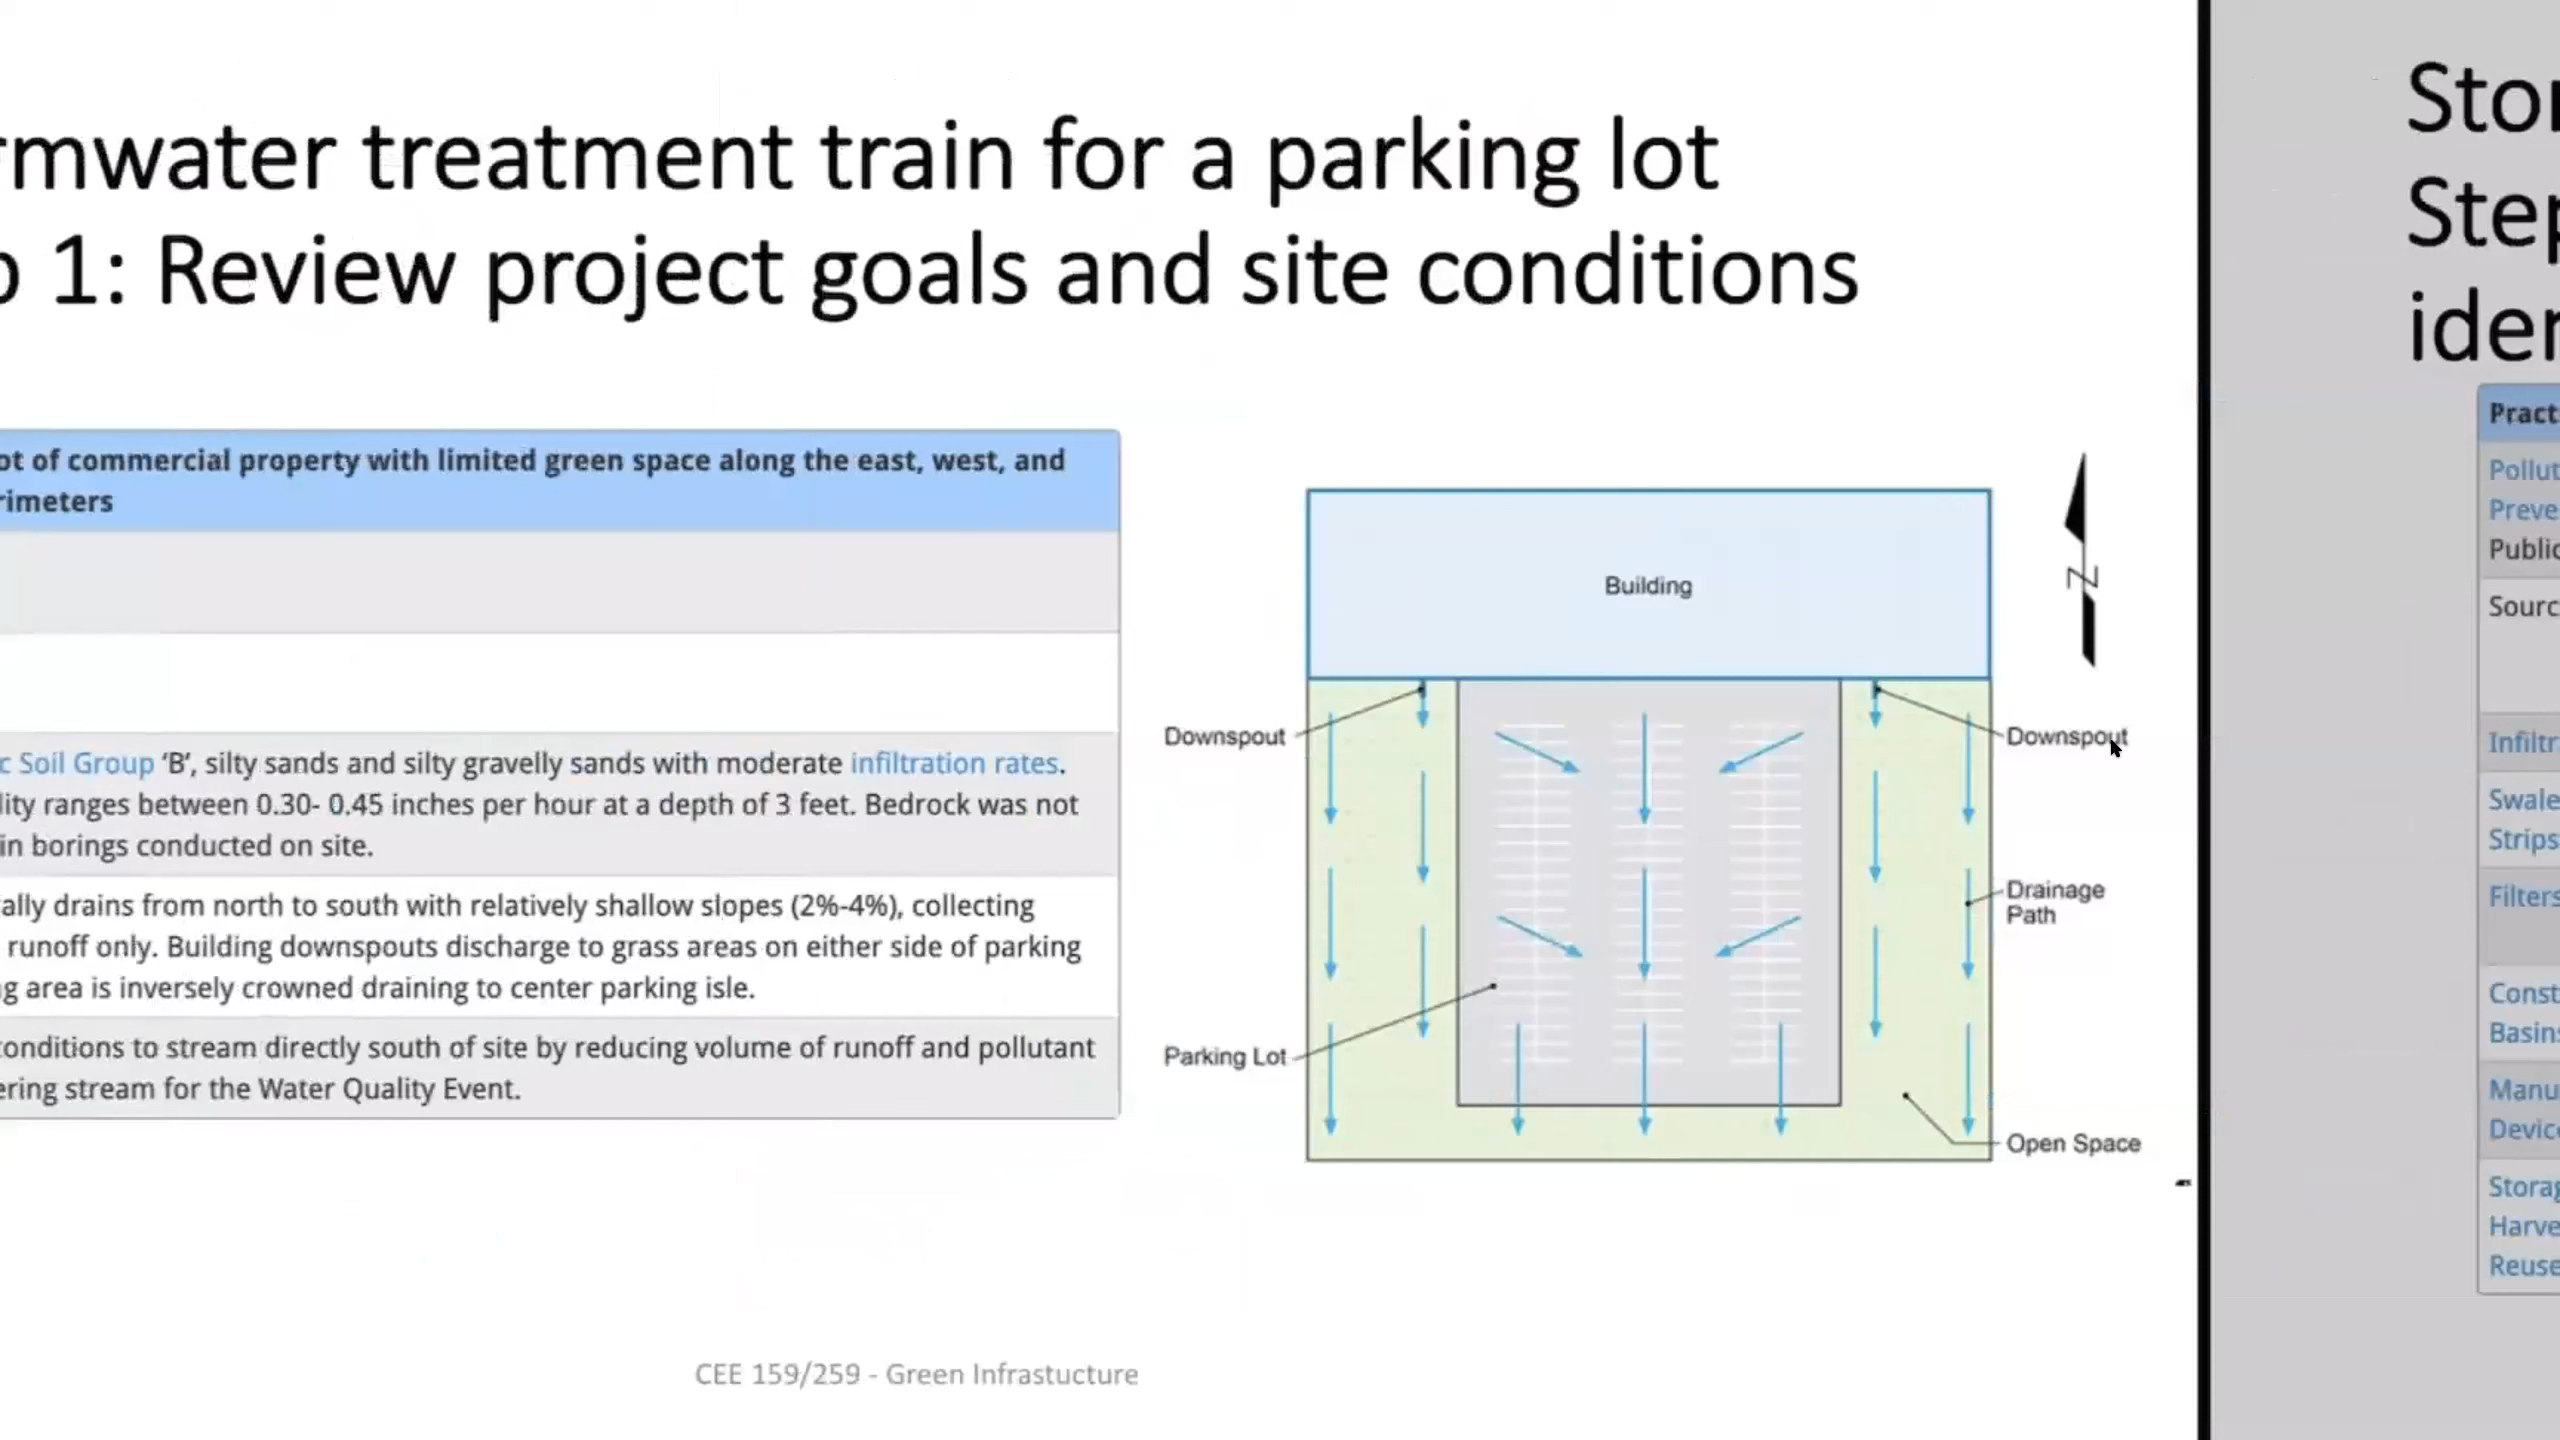 rmwater treatment train for a parking lot
p 1: Review project goals and site conditions
ot of commercial property with limited green space along the east, west, and
rimeters
c Soil Group ‘B’, silty sands and silty gravelly sands with moderate infiltration rates.
lity ranges between 0.30- 0.45 inches per hour at a depth of 3 feet. Bedrock was not
in borings conducted on site.
ally drains from north to south with relatively shallow slopes (2%-4%), collecting
runoff only. Building downspouts discharge to grass areas on either side of parking
g area is inversely crowned draining to center parking isle.
onditions to stream directly south of site by reducing volume of runoff and pollutant
ering stream for the Water Quality Event.
Building
N
Downspout
Downspout
Drainage
Path
Parking Lot
Open Space
CEE 159/259 - Green Infrastucture
Stor
Step
iden
Pract
Pollut
Preve
Public
Sourc
Infiltr
Swale
Strips
Filters
Const
Basins
Manu
Device
Storag
Harve
Reuse